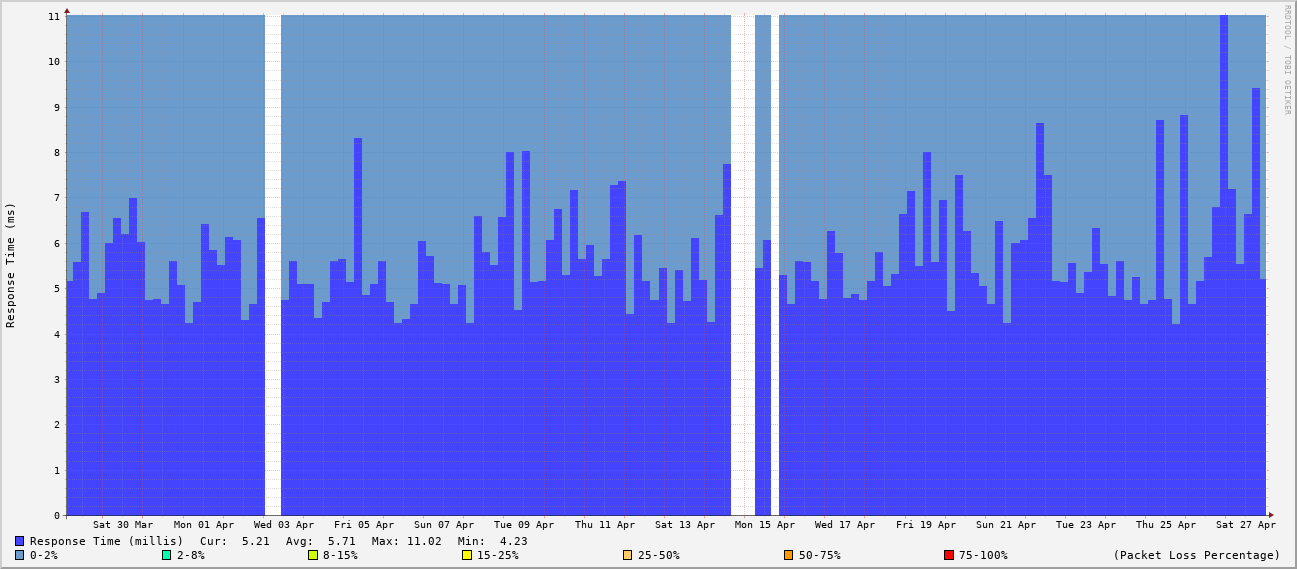 RRDTOOL / TOBI OETIKER
Response Time (ms)
11
10
9
8
7
6
5
4
3
2
1
0
Sat 30 Mar Mon 01 Apr Wed 03 Apr Fri 05 Apr Sun 07 Apr Tue 09 Apr Thu 11 Apr Sat 13 Apr Mon 15 Apr Wed 17 Apr Fri 19 Apr Sun 21 Apr Tue 23 Apr Thu 25 Apr Sat 27 Apr
Response Time (millis) Cur: 5.21 Avg: 5.71 Max: 11.02 Min: 4.23
0-2% 2-8% 8-15% 15-25% 25-50% 50-75% 75-100% (Packet Loss Percentage)